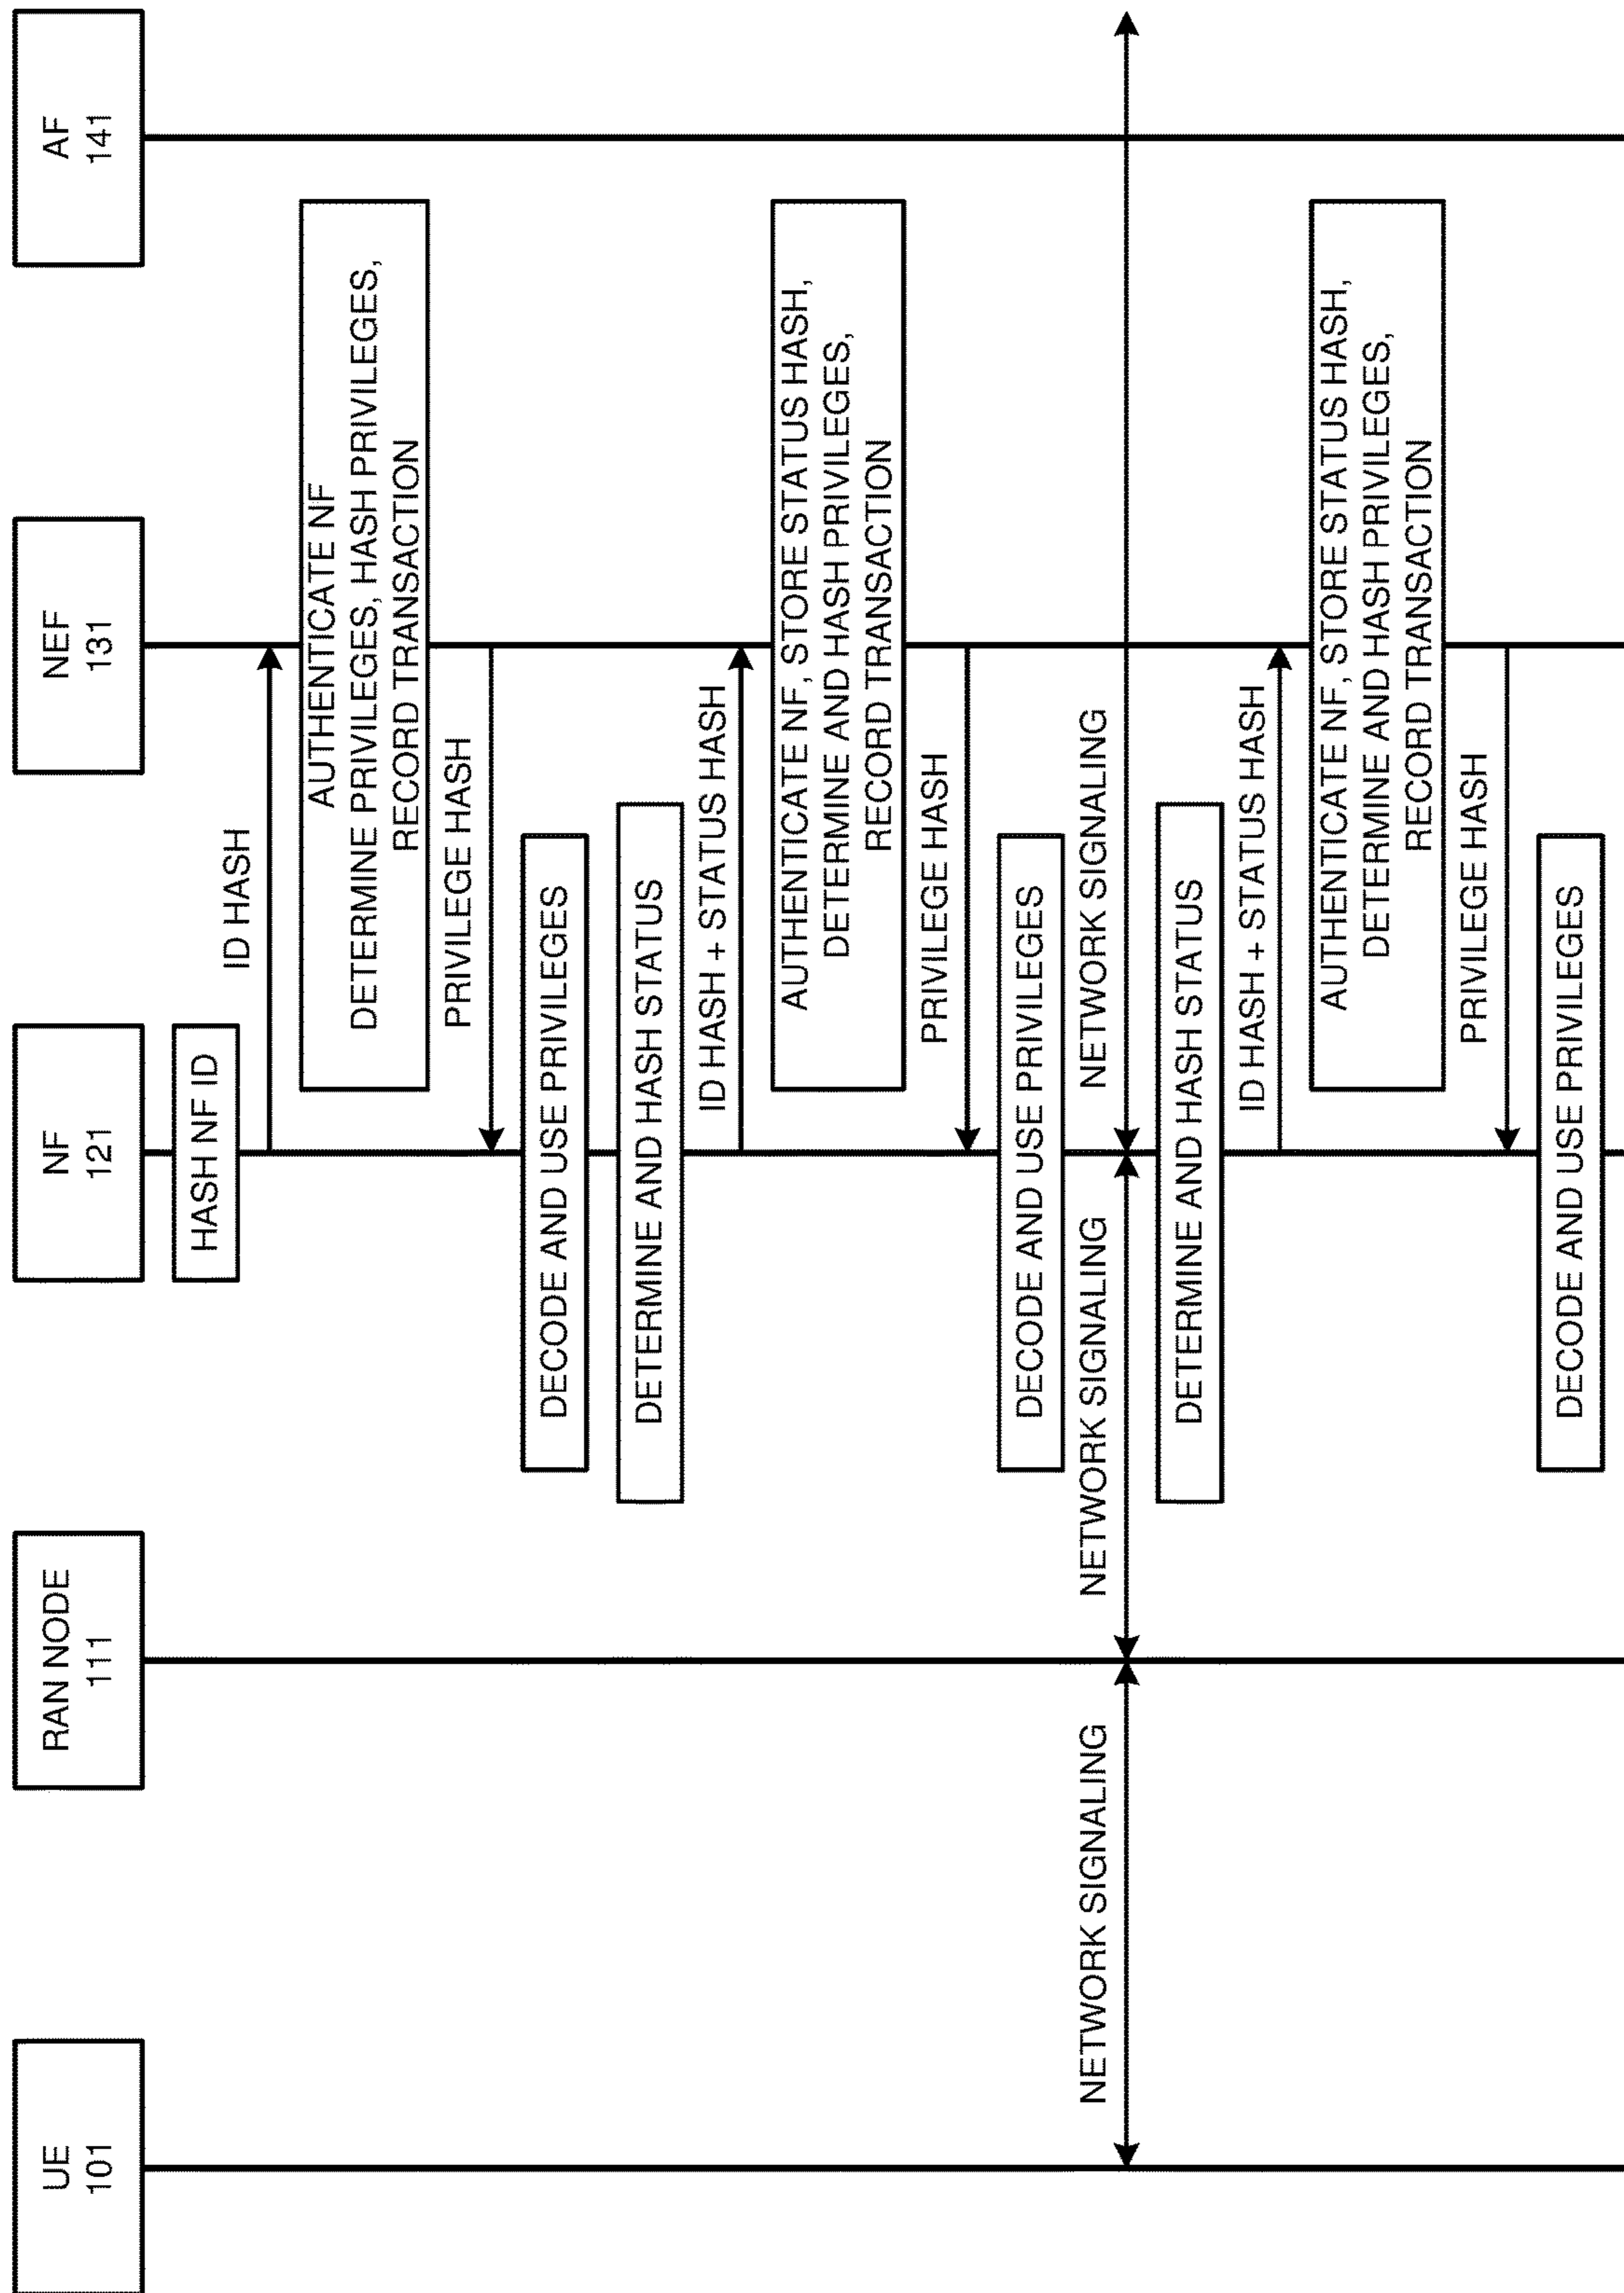 UE
101
RAN NODE
111
NF
121
NEF
131
AF
141
HASH NF ID
ID HASH
AUTHENTICATE NF
DETERMINE PRIVILEGES, HASH PRIVILEGES,
RECORD TRANSACTION
PRIVILEGE HASH
DECODE AND USE PRIVILEGES
DETERMINE AND HASH STATUS
ID HASH + STATUS HASH
AUTHENTICATE NF, STORE STATUS HASH,
DETERMINE AND HASH PRIVILEGES,
RECORD TRANSACTION
PRIVILEGE HASH
DECODE AND USE PRIVILEGES
NETWORK SIGNALING
NETWORK SIGNALING
NETWORK SIGNALING
DETERMINE AND HASH STATUS
ID HASH + STATUS HASH
AUTHENTICATE NF, STORE STATUS HASH,
DETERMINE AND HASH PRIVILEGES,
RECORD TRANSACTION
PRIVILEGE HASH
DECODE AND USE PRIVILEGES